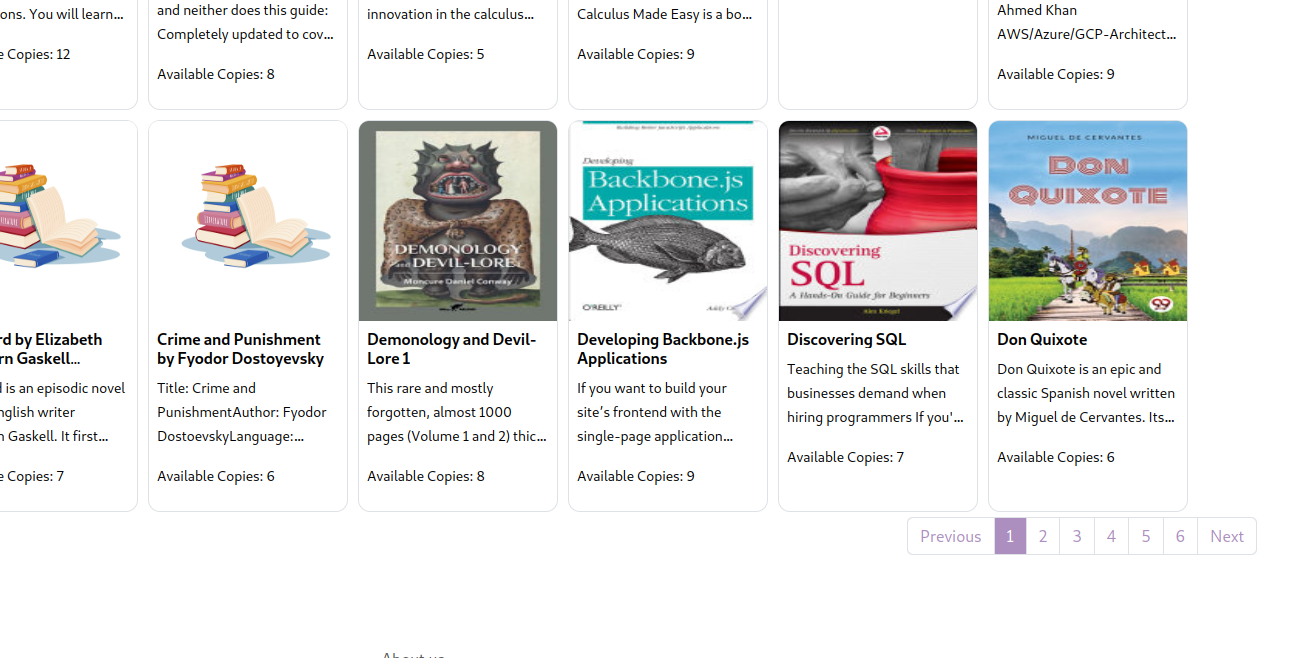 ons. You will learn...
e Copies: 12
and neither does this guide:
Completely updated to cov...
Available Copies: 8
innovation in the calculus...
Available Copies: 5
Calculus Made Easy is a bo...
Available Copies: 9
Ahmed Khan
AWS/Azure/GCP-Architect...
Available Copies: 9
rd by Elizabeth
rn Gaskell...
l is an episodic novel
nglish writer
n Gaskell. It first...
e Copies: 7
Crime and Punishment
by Fyodor Dostoyevsky
Title: Crime and
PunishmentAuthor: Fyodor
DostoevskyLanguage:...
Available Copies: 6
DEMONOLOGY
and DEVIL-LORE
Moncure Daniel Conway
Demonology and Devil-
Lore 1
This rare and mostly
forgotten, almost 1000
pages (Volume 1 and 2) thic...
Available Copies: 8
Building Better JavaScript Applications
Developing
Backbone.js
Applications
O'REILLY
Developing Backbone.js
Applications
If you want to build your
site's frontend with the
single-page application...
Available Copies: 9
Discovering
SQL
A Hands-On Guide for Beginners
Alex Kriegel
Discovering SQL
Teaching the SQL skills that
businesses demand when
hiring programmers If you'...
Available Copies: 7
MIGUEL DE CERVANTES
DON
QUIXOTE
Don Quixote
Don Quixote is an epic and
classic Spanish novel written
by Miguel de Cervantes. Its...
Available Copies: 6
Previous 1 2 3 4 5 6 Next
About us